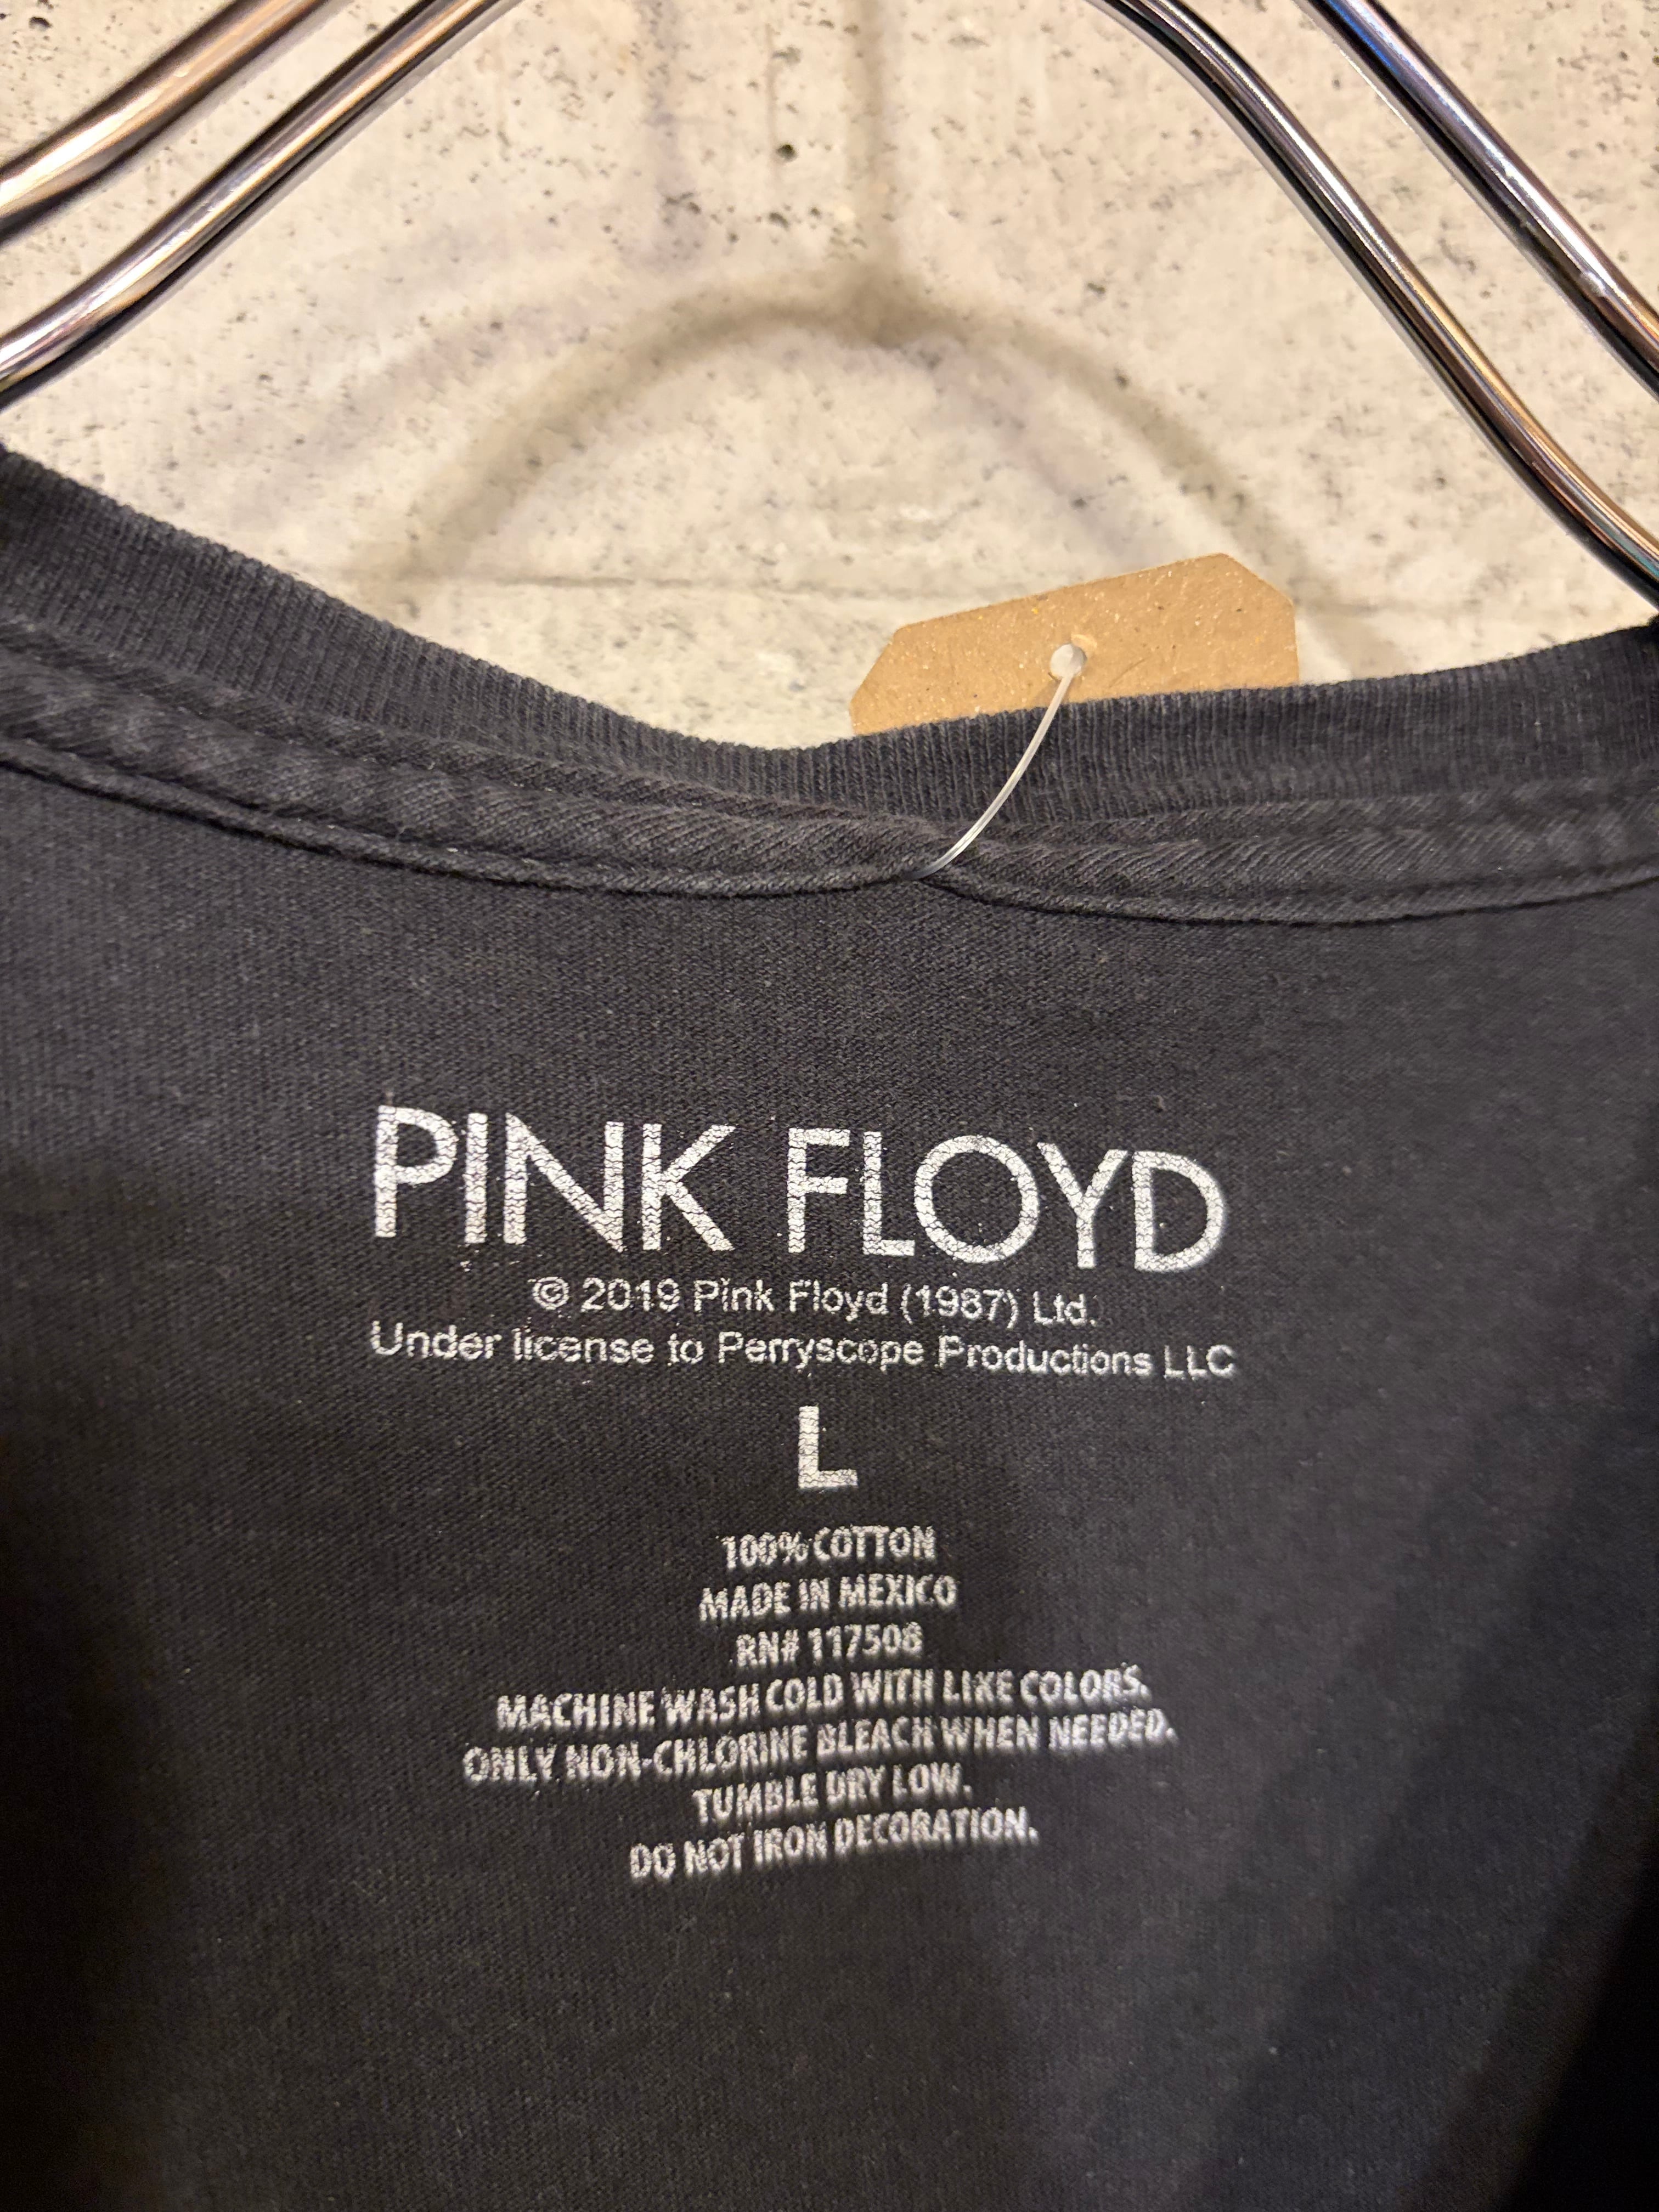 PINK FLOYD
© 2019 Pink Floyd (1987) Ltd.
Under license to Perryscope Productions LLC
L
100% COTTON
MADE IN MEXICO
RN# 117508
MACHINE WASH COLD WITH LIKE COLORS.
ONLY NON-CHLORINE BLEACH WHEN NEEDED.
TUMBLE DRY LOW.
DO NOT IRON DECORATION.